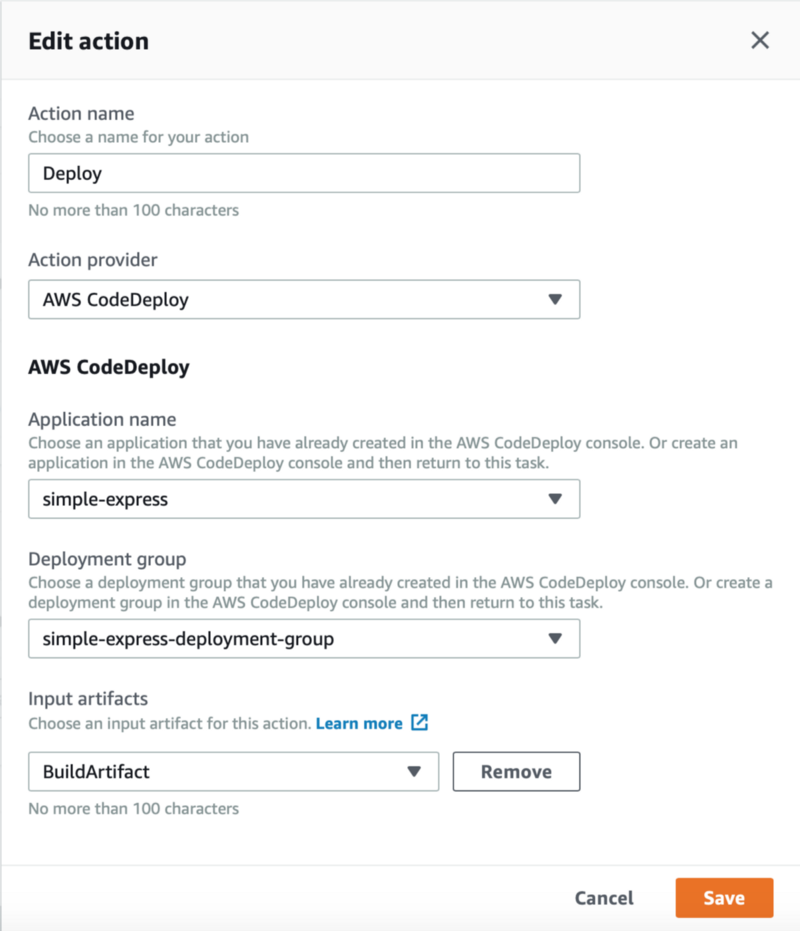 Edit action
Action name
Choose a name for your action
Deploy
No more than 100 characters
Action provider
AWS CodeDeploy
AWS CodeDeploy
Application name
Choose an application that you have already created in the AWS CodeDeploy console. Or create an
application in the AWS CodeDeploy console and then return to this task.
simple-express
Deployment group
Choose a deployment group that you have already created in the AWS CodeDeploy console. Or create a
deployment group in the AWS CodeDeploy console and then return to this task.
simple-express-deployment-group
Input artifacts
Choose an input artifact for this action. Learn more
BuildArtifact Remove
No more than 100 characters
Cancel Save